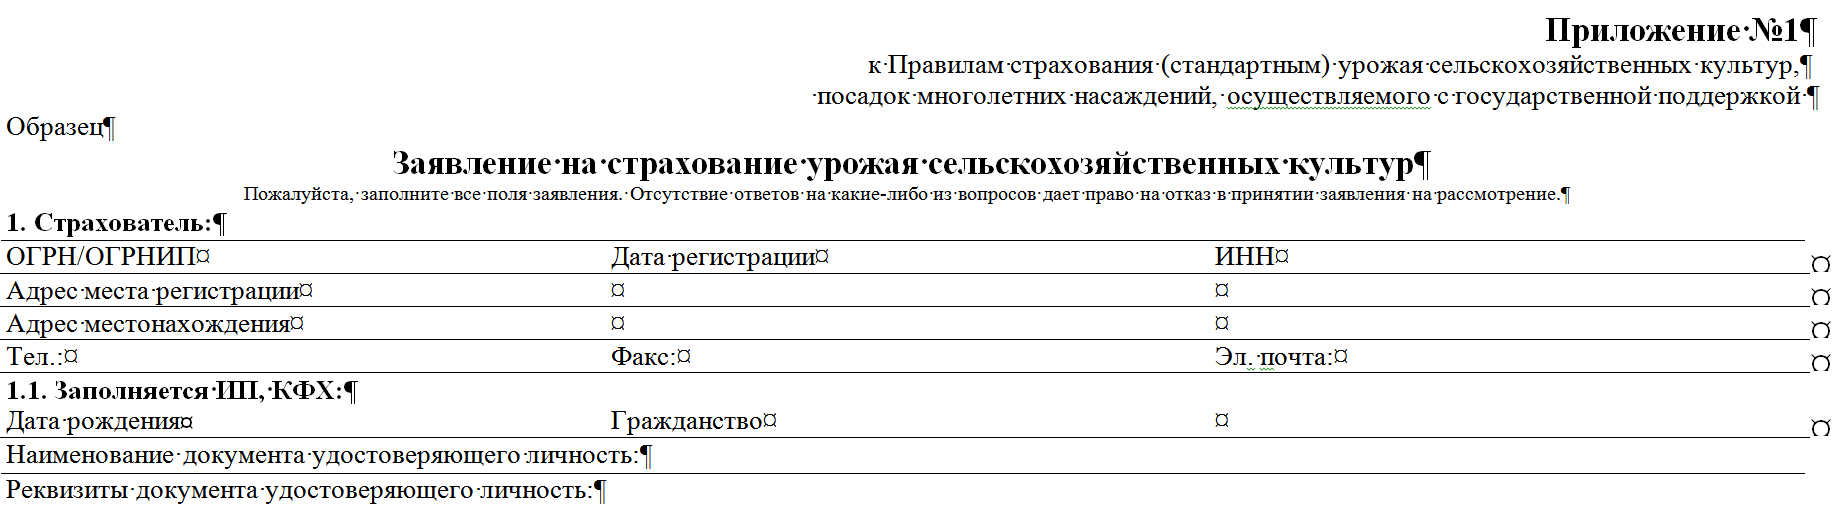 Приложение №1
к Правилам страхования (стандартным) урожая сельскохозяйственных культур,
посадок многолетних насаждений, осуществляемого с государственной поддержкой
Образец
Заявление на страхование урожая сельскохозяйственных культур
Пожалуйста, заполните все поля заявления. Отсутствие ответов на какие-либо из вопросов дает право на отказ в принятии заявления на рассмотрение.
1. Страхователь:
ОГРН/ОГРНИП Дата регистрации ИНН
Адрес места регистрации
Адрес местонахождения
Тел.: Факс: Эл. почта:
1.1. Заполняется ИП, КФХ:
Дата рождения Гражданство
Наименование документа удостоверяющего личность:
Реквизиты документа удостоверяющего личность: